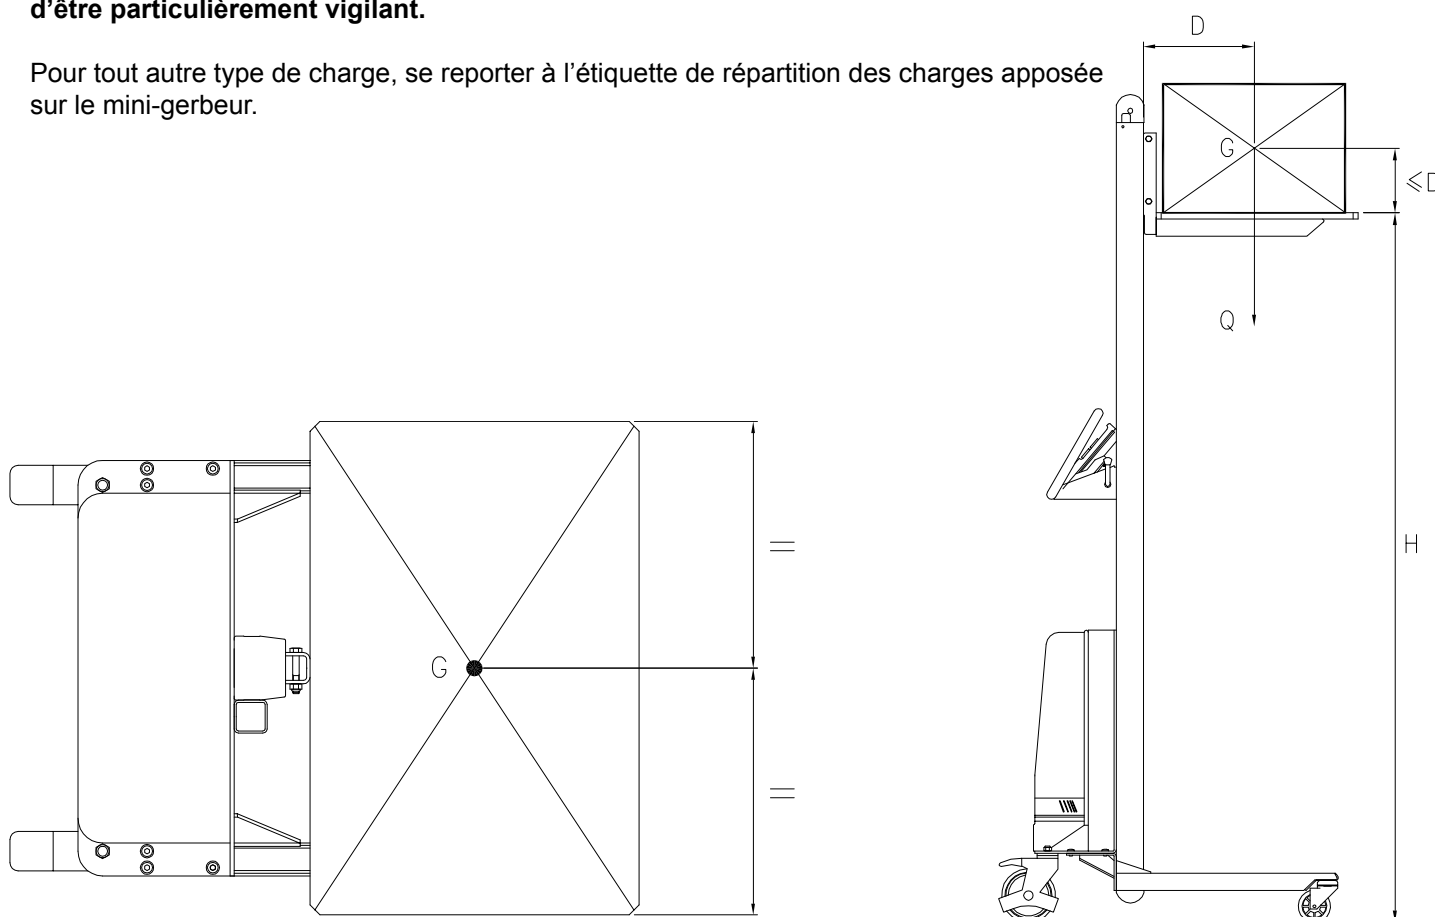 d’être particulièrement vigilant.
Pour tout autre type de charge, se reporter à l’étiquette de répartition des charges apposée
sur le mini-gerbeur.
D
G
≤D
Q
H
=
G
=